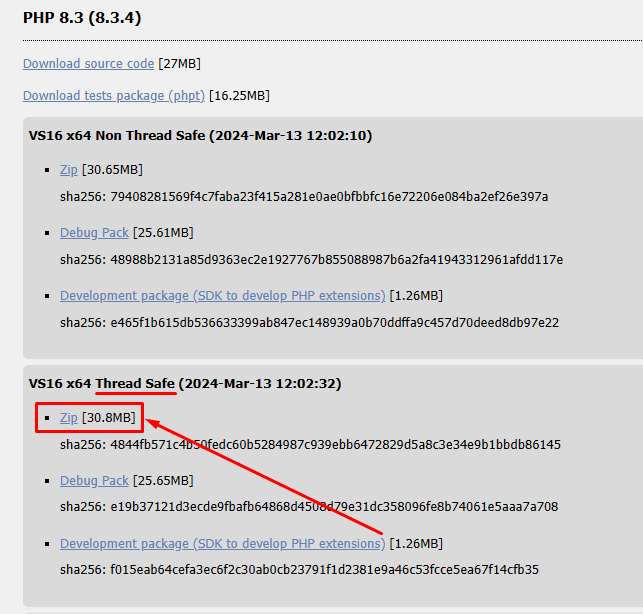 PHP 8.3 (8.3.4)
Download source code [27MB]
Download tests package (phpt) [16.25MB]
VS16 x64 Non Thread Safe (2024-Mar-13 12:02:10)
Zip [30.65MB]
sha256: 79408281569f4c7faba23f415a281e0ae0bfbbfc16e72206e084ba2ef26e397a
Debug Pack [25.61MB]
sha256: 48988b2131a85d9363ec2e1927767b855088987b6a2fa41943312961afdd117e
Development package (SDK to develop PHP extensions) [1.26MB]
sha256: e465f1b615db536633399ab847ec148939a0b70ddffa9c457d70deed8db97e22
VS16 x64 Thread Safe (2024-Mar-13 12:02:32)
Zip [30.8MB]
sha256: 4844fb571c4b50fedc60b5284987c939ebb6472829d5a8c3e34e9b1bbdb86145
Debug Pack [25.65MB]
sha256: e19b37121d3ecde9fbafb64868d4508d79e31dc358096fe8b74061e5aaa7a708
Development package (SDK to develop PHP extensions) [1.26MB]
sha256: f015eab64cefa3ec6f2c30ab0cb23791f1d2381e9a46c53fcce5ea67f14cfb35